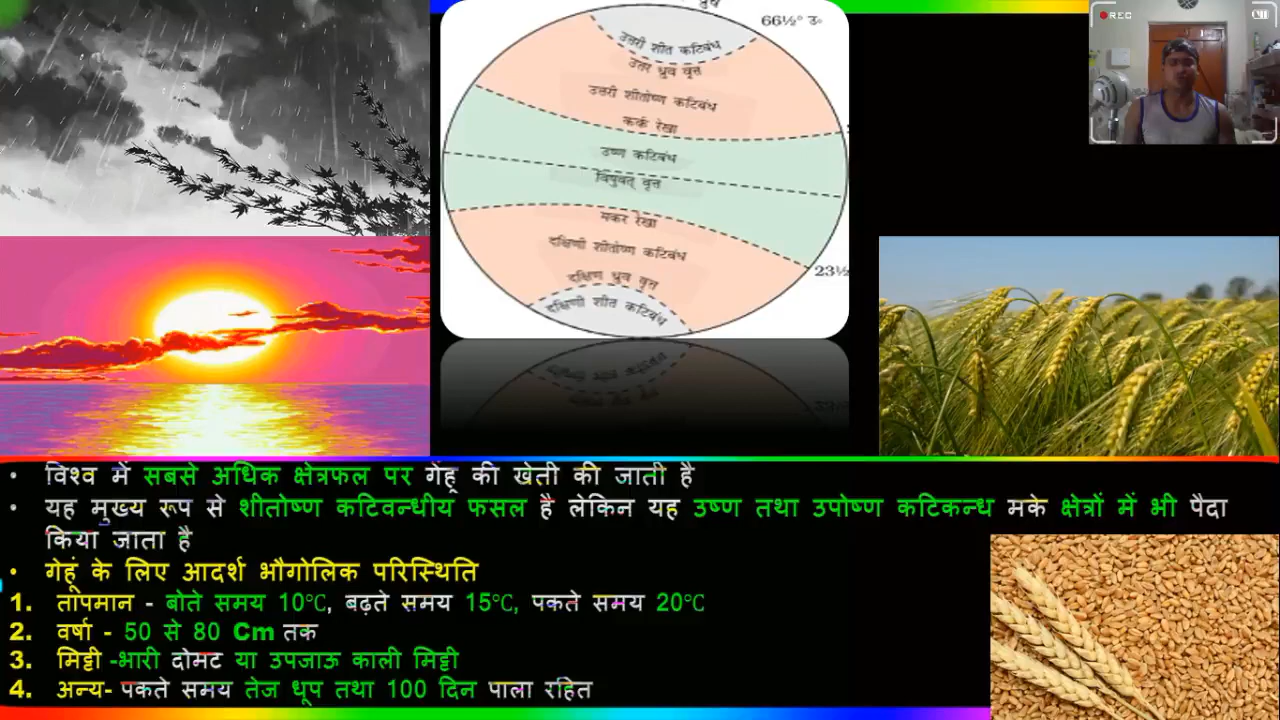 66½° उ॰
REC
उत्तरी शीत कटिबंध
उत्तर ध्रुव वृत्त
उत्तरी शीतोष्ण कटिबंध
कर्क रेखा
उष्ण कटिबंध
विषुवत् वृत्त
मकर रेखा
दक्षिणी शीतोष्ण कटिबंध
23½
दक्षिण ध्रुव वृत्त
दक्षिणी शीत कटिबंध
• विश्व में सबसे अधिक क्षेत्रफल पर गेंहू की खेती की जाती है
• यह मुख्य रूप से शीतोष्ण कटिवन्धीय फसल है लेकिन यह उष्ण तथा उपोष्ण कटिकन्ध मके क्षेत्रों में भी पैदा
किया जाता है
• गेहूं के लिए आदर्श भौगोलिक परिस्थिति
1. तापमान - बोते समय 10°C, बढ़ते समय 15°C, पकते समय 20°C
2. वर्षा - 50 से 80 Cm तक
3. मिट्टी -भारी दोमट या उपजाऊ काली मिट्टी
4. अन्य- पकते समय तेज धूप तथा 100 दिन पाला रहित